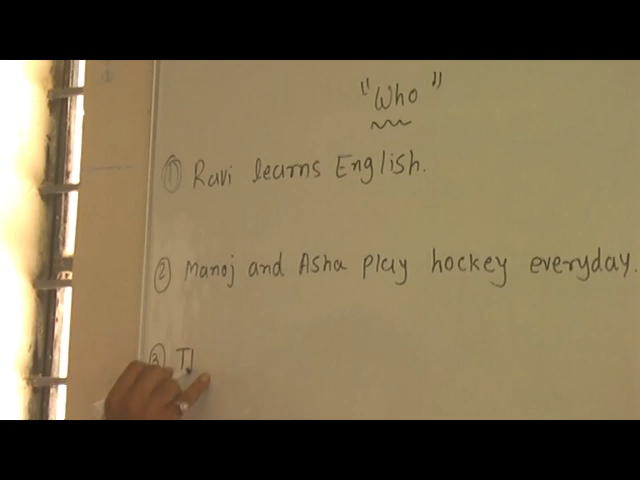 "Who"
① Ravi learns English.
② Manoj and Asha play hockey everyday.
③ T